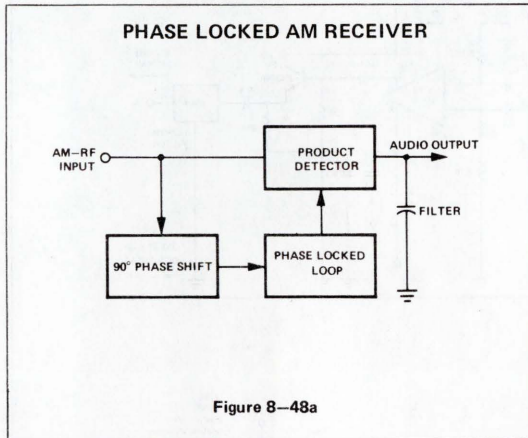 PHASE LOCKED AM RECEIVER
AM–RF
INPUT
PRODUCT
DETECTOR
AUDIO OUTPUT
FILTER
90° PHASE SHIFT
PHASE LOCKED
LOOP
Figure 8–48a